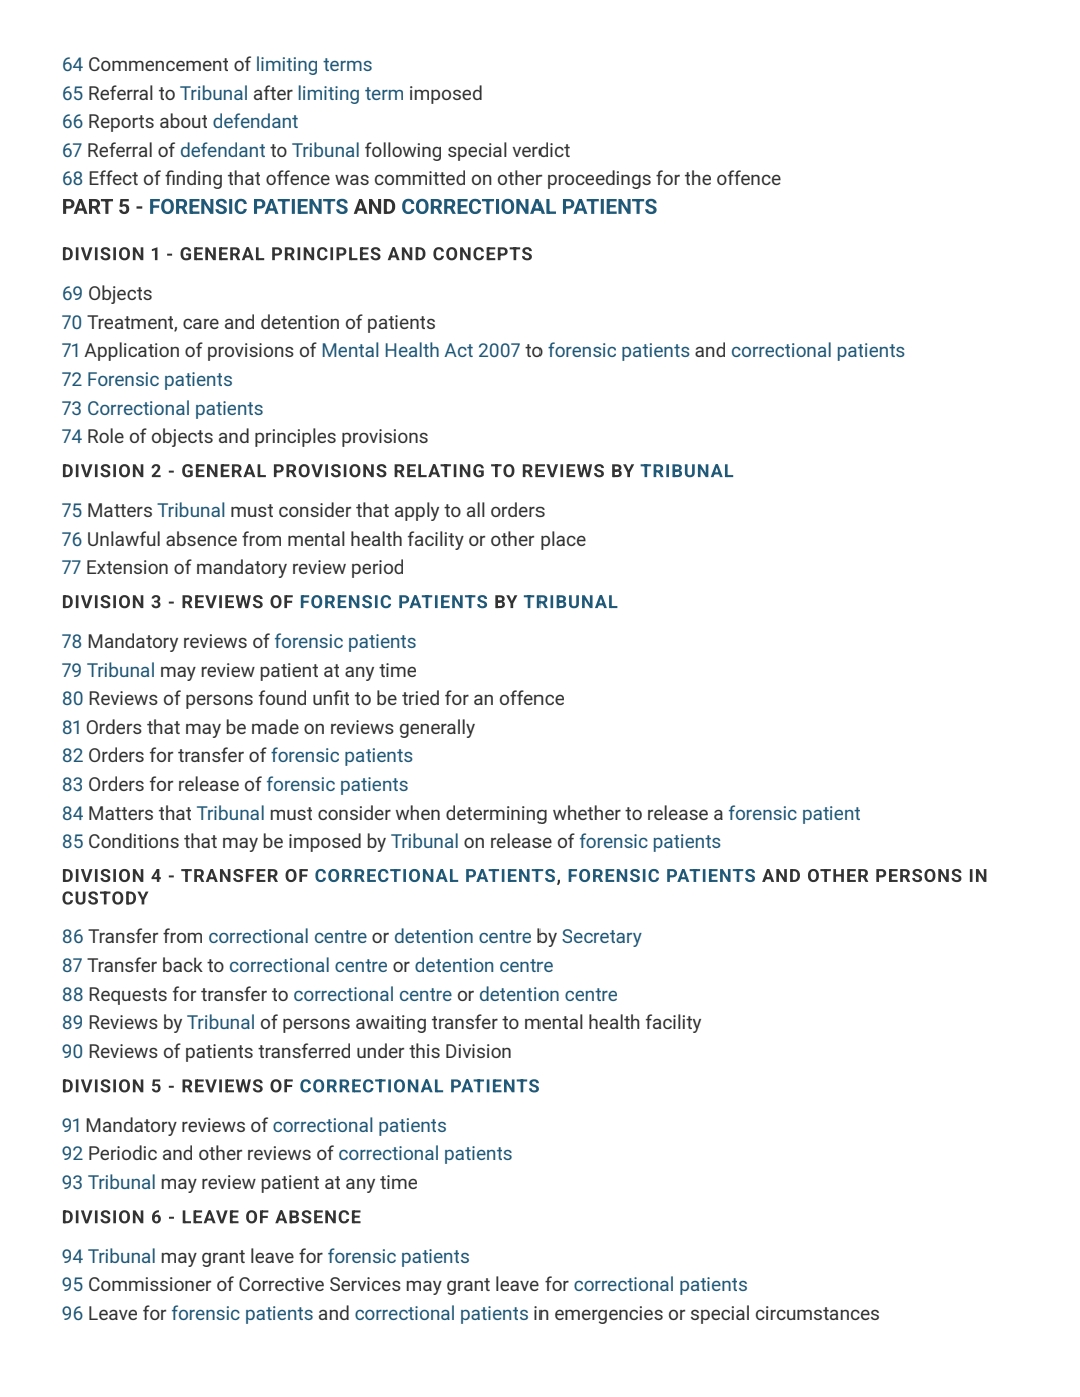 64 Commencement of limiting terms
65 Referral to Tribunal after limiting term imposed
66 Reports about defendant
67 Referral of defendant to Tribunal following special verdict
68 Effect of finding that offence was committed on other proceedings for the offence
PART 5 - FORENSIC PATIENTS AND CORRECTIONAL PATIENTS
DIVISION 1 - GENERAL PRINCIPLES AND CONCEPTS
69 Objects
70 Treatment, care and detention of patients
71 Application of provisions of Mental Health Act 2007 to forensic patients and correctional patients
72 Forensic patients
73 Correctional patients
74 Role of objects and principles provisions
DIVISION 2 - GENERAL PROVISIONS RELATING TO REVIEWS BY TRIBUNAL
75 Matters Tribunal must consider that apply to all orders
76 Unlawful absence from mental health facility or other place
77 Extension of mandatory review period
DIVISION 3 - REVIEWS OF FORENSIC PATIENTS BY TRIBUNAL
78 Mandatory reviews of forensic patients
79 Tribunal may review patient at any time
80 Reviews of persons found unfit to be tried for an offence
81 Orders that may be made on reviews generally
82 Orders for transfer of forensic patients
83 Orders for release of forensic patients
84 Matters that Tribunal must consider when determining whether to release a forensic patient
85 Conditions that may be imposed by Tribunal on release of forensic patients
DIVISION 4 - TRANSFER OF CORRECTIONAL PATIENTS, FORENSIC PATIENTS AND OTHER PERSONS IN
CUSTODY
86 Transfer from correctional centre or detention centre by Secretary
87 Transfer back to correctional centre or detention centre
88 Requests for transfer to correctional centre or detention centre
89 Reviews by Tribunal of persons awaiting transfer to mental health facility
90 Reviews of patients transferred under this Division
DIVISION 5 - REVIEWS OF CORRECTIONAL PATIENTS
91 Mandatory reviews of correctional patients
92 Periodic and other reviews of correctional patients
93 Tribunal may review patient at any time
DIVISION 6 - LEAVE OF ABSENCE
94 Tribunal may grant leave for forensic patients
95 Commissioner of Corrective Services may grant leave for correctional patients
96 Leave for forensic patients and correctional patients in emergencies or special circumstances